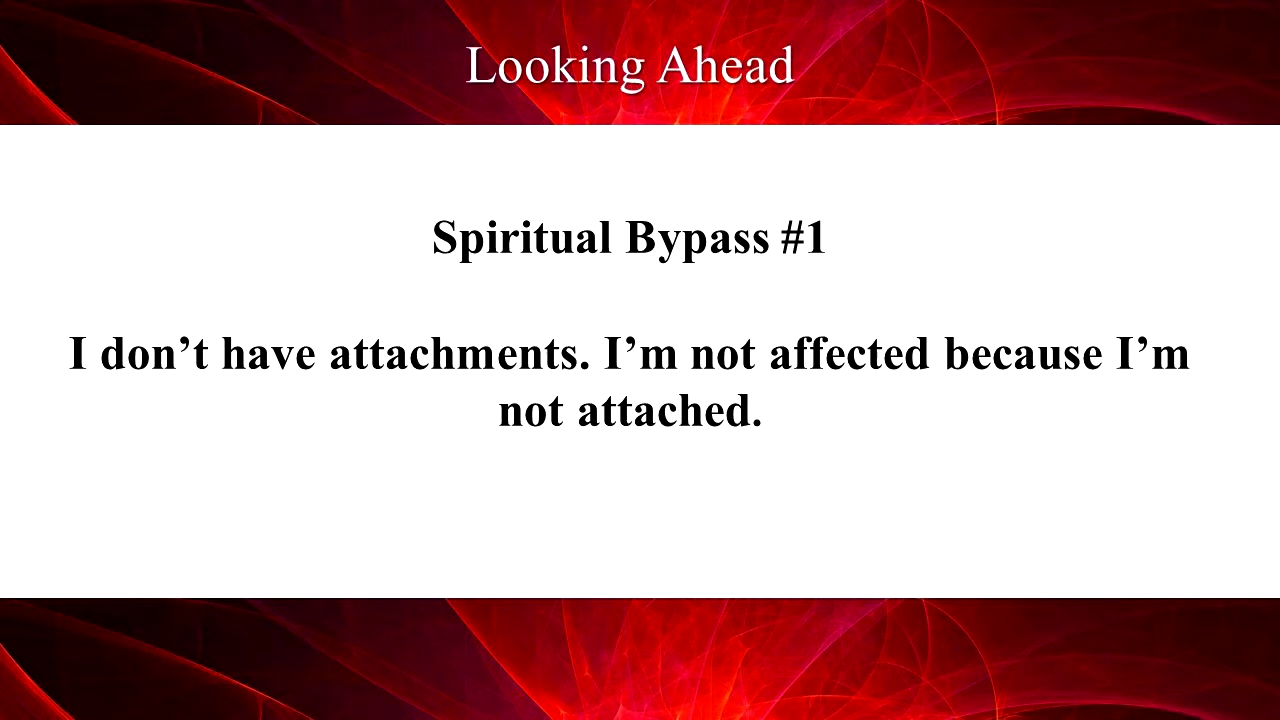 Looking Ahead
Spiritual Bypass #1
I don’t have attachments. I’m not affected because I’m
not attached.